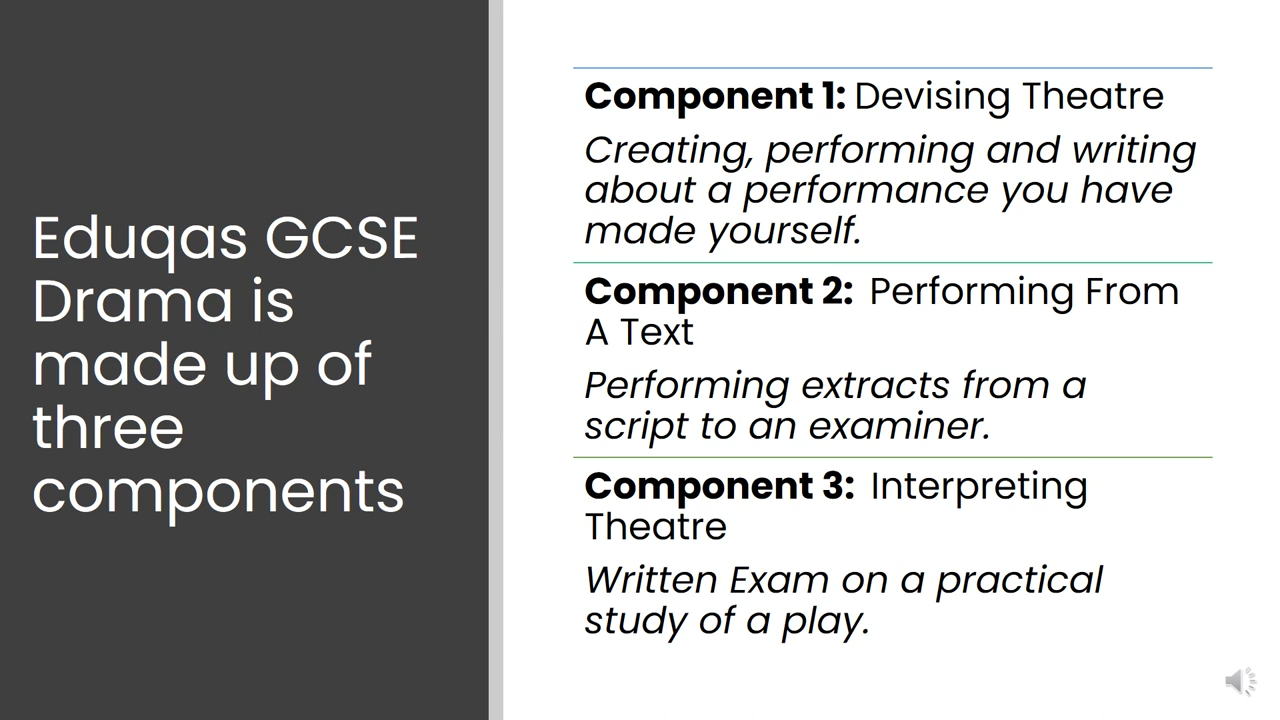 Eduqas GCSE
Drama is
made up of
three
components
Component 1: Devising Theatre
Creating, performing and writing
about a performance you have
made yourself.
Component 2: Performing From
A Text
Performing extracts from a
script to an examiner.
Component 3: Interpreting
Theatre
Written Exam on a practical
study of a play.